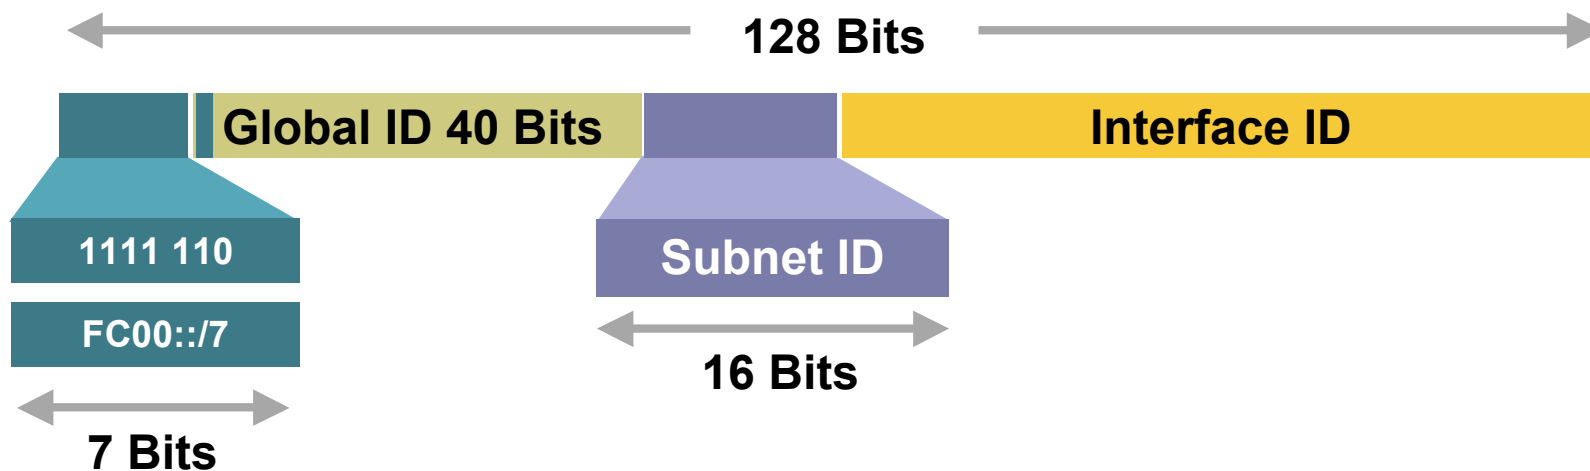 128 Bits
Global ID 40 Bits
Interface ID
1111 110
Subnet ID
FC00::/7
16 Bits
7 Bits